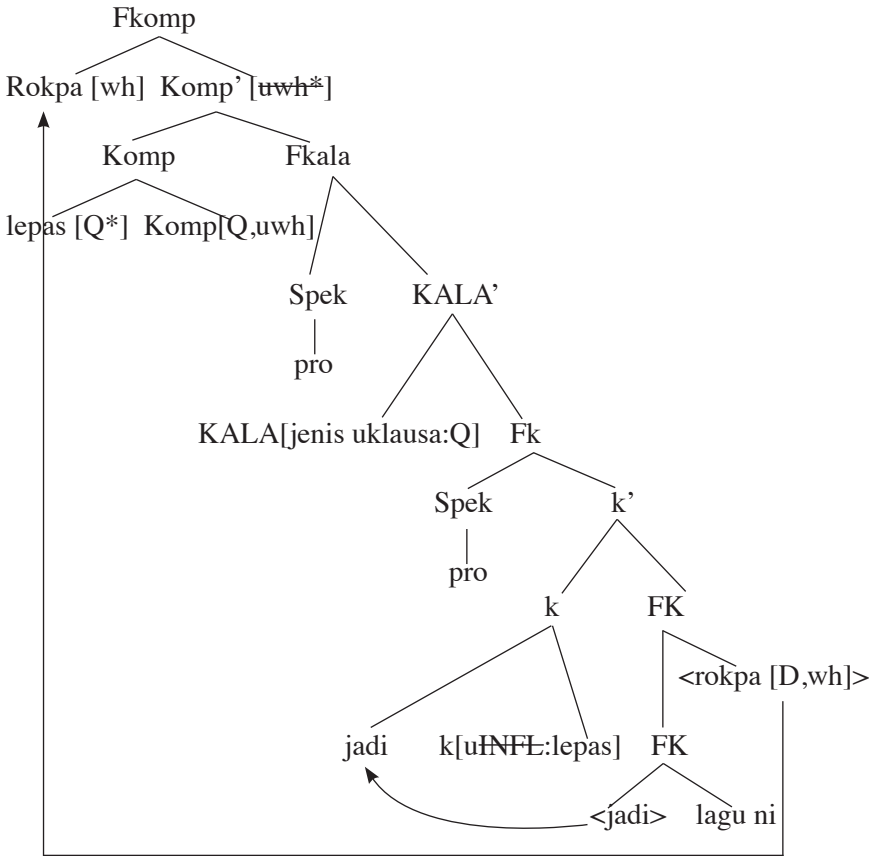 Fkomp
Rokpa [wh] Komp’ [uwh*]
Komp Fkala
lepas [Q*] Komp[Q,uwh]
Spek KALA’
pro
KALA[jenis uklausa:Q] Fk
Spek k’
pro
k FK
<rokpa [D,wh]>
jadi k[uINFL:lepas] FK
<jadi> lagu ni